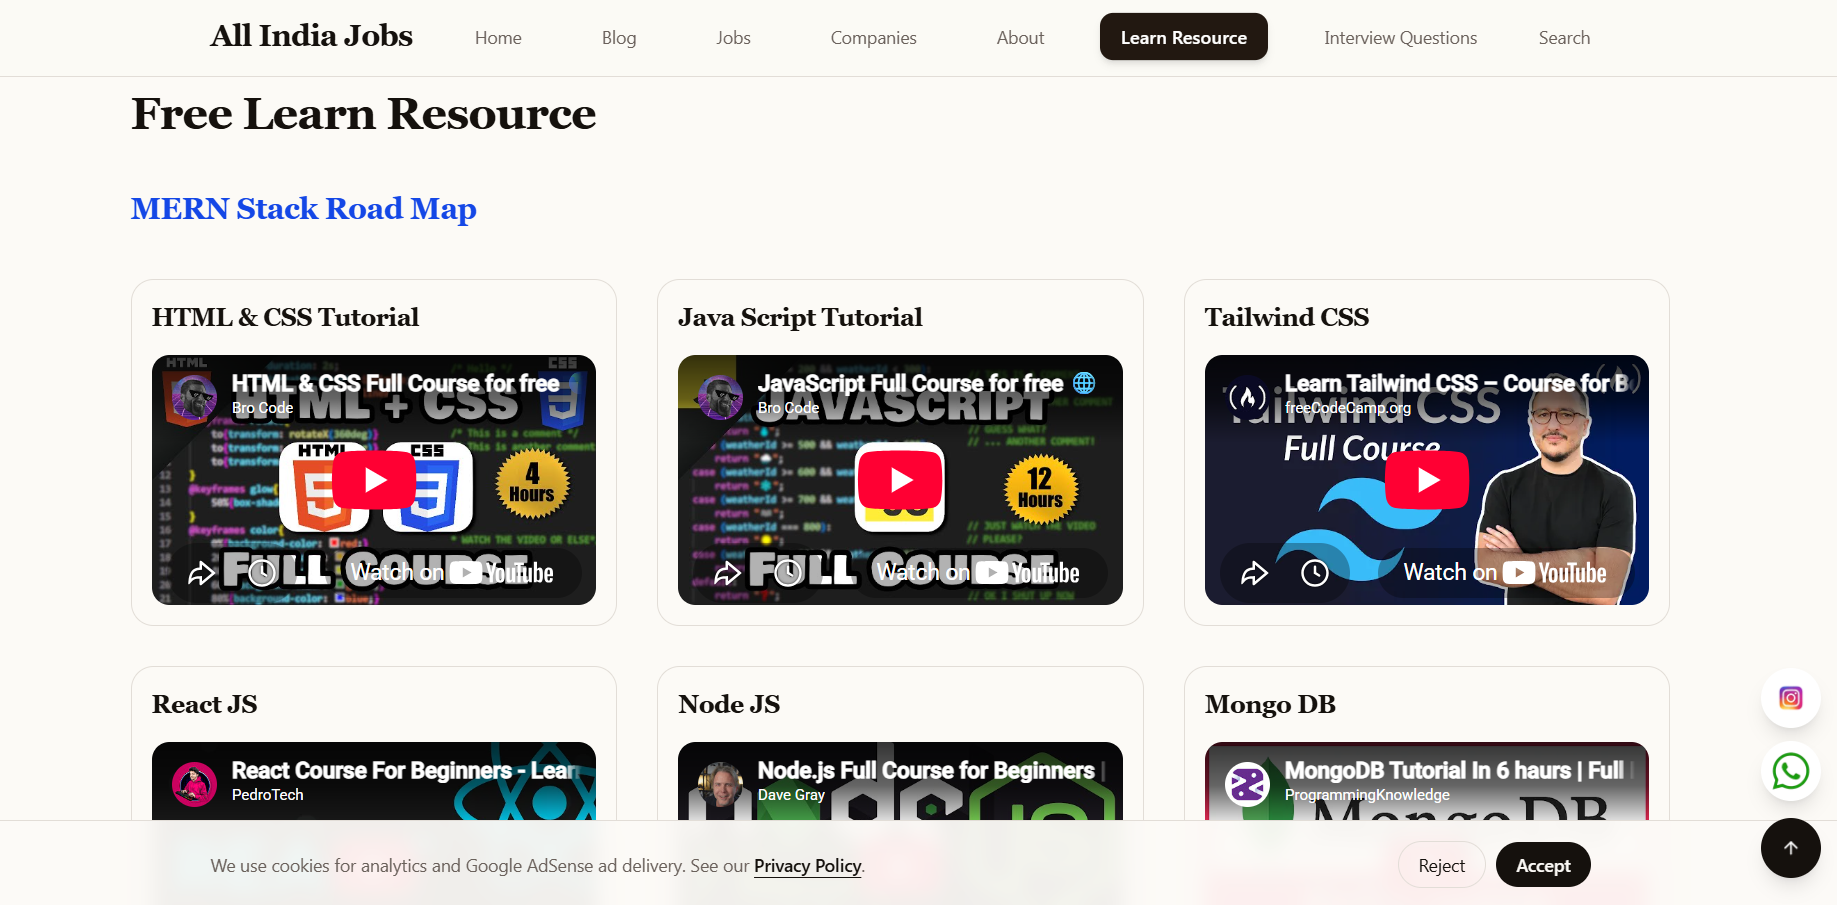 All India Jobs
Home
Blog
Jobs
Companies
About
Learn Resource
Interview Questions
Search
Free Learn Resource
MERN Stack Road Map
HTML & CSS Tutorial
HTML & CSS Full Course for free
Bro Code
HTML + CSS
4 Hours
FULL COURSE
Watch on YouTube
Java Script Tutorial
JavaScript Full Course for free 🌐
Bro Code
JAVASCRIPT
12 Hours
FULL COURSE
Watch on YouTube
Tailwind CSS
Learn Tailwind CSS – Course for B
freeCodeCamp.org
Tailwind CSS
Full Course
Watch on YouTube
React JS
React Course For Beginners - Lear
PedroTech
Node JS
Node.js Full Course for Beginners |
Dave Gray
Mongo DB
MongoDB Tutorial In 6 haurs | Full
ProgrammingKnowledge
MongoDB
We use cookies for analytics and Google AdSense ad delivery. See our Privacy Policy.
Reject
Accept